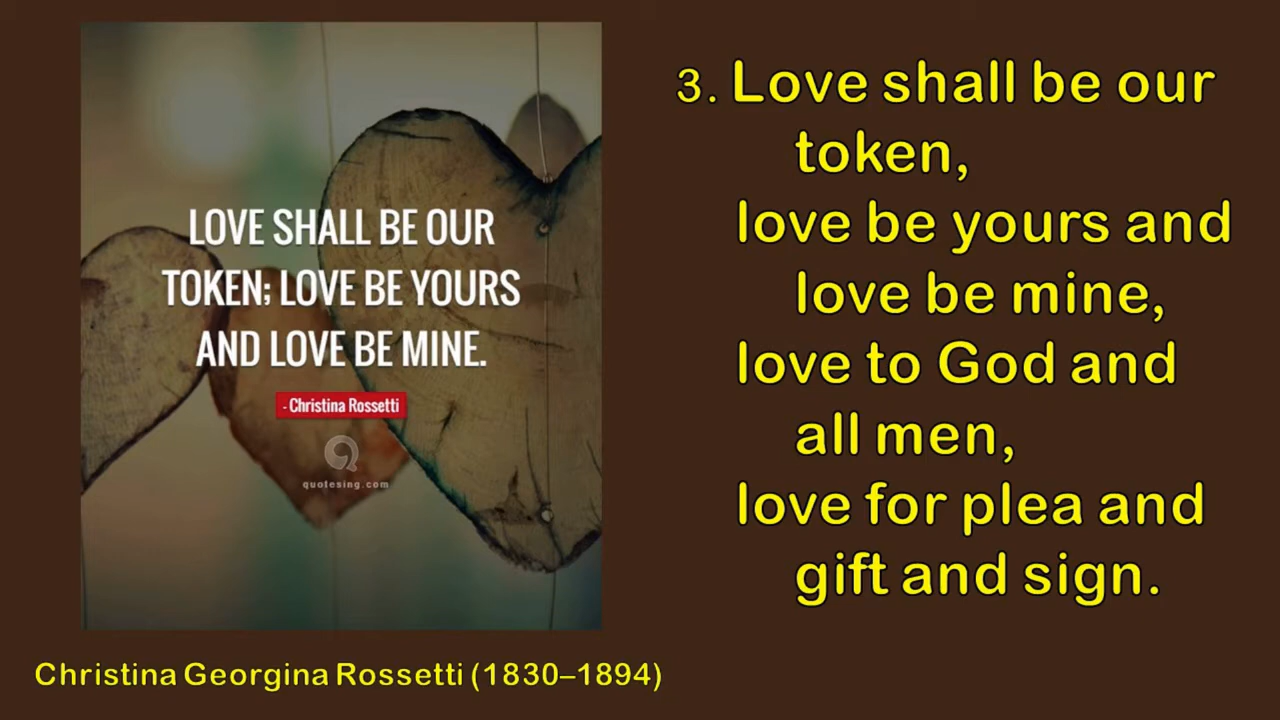 LOVE SHALL BE OUR
TOKEN; LOVE BE YOURS
AND LOVE BE MINE.
- Christina Rossetti
quotesing.com
3. Love shall be our
token,
love be yours and
love be mine,
love to God and
all men,
love for plea and
gift and sign.
Christina Georgina Rossetti (1830–1894)